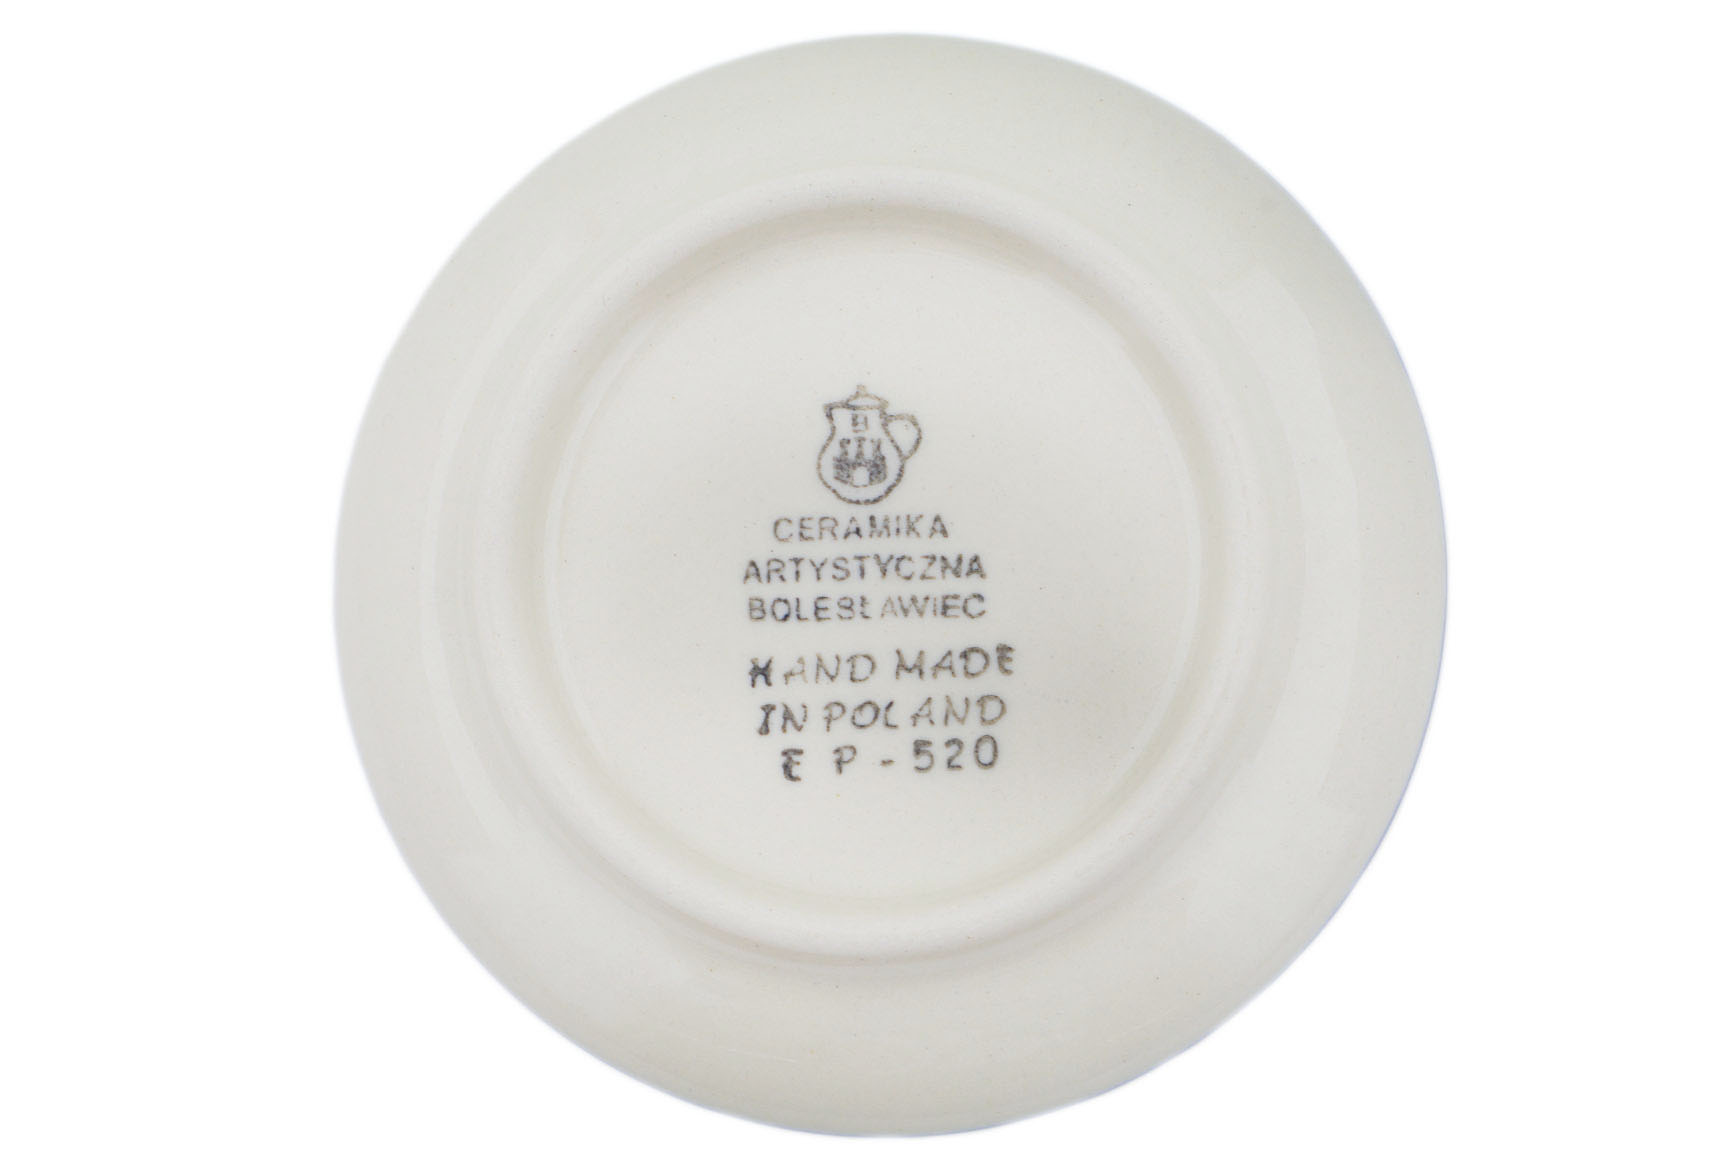 CERAMIKA
ARTYSTYCZNA
BOLESŁAWIEC
HAND MADE
IN POLAND
E P - 520